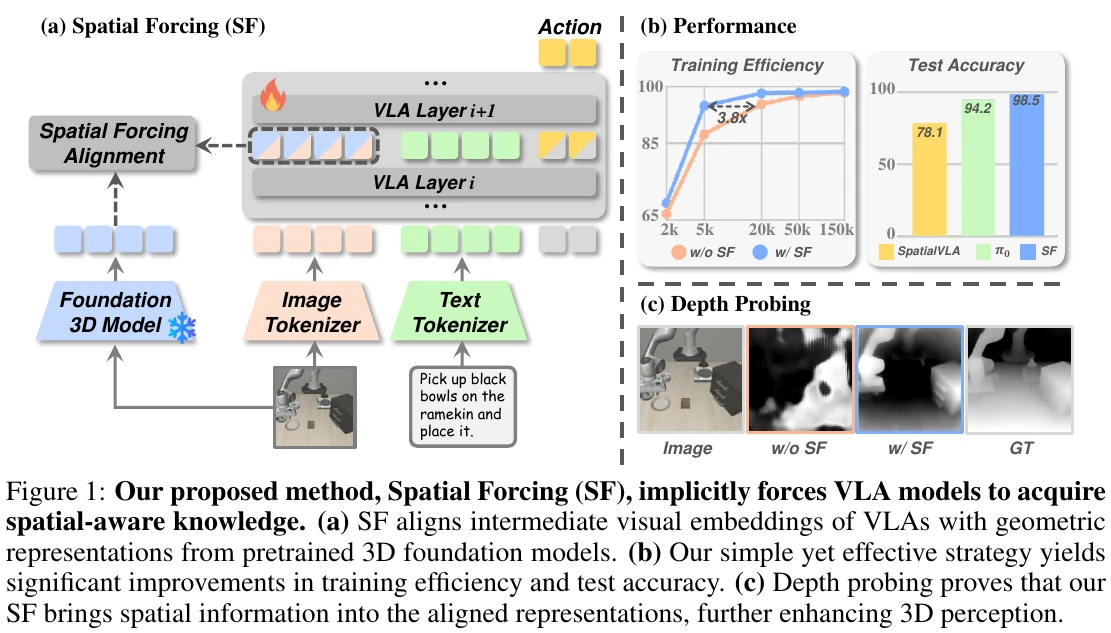 (a) Spatial Forcing (SF)
Action
...
VLA Layer i+1
Spatial Forcing
Alignment
VLA Layer i
...
Foundation
3D Model
Image
Tokenizer
Text
Tokenizer
Pick up black
bowls on the
ramekin and
place it.
(b) Performance
Training Efficiency
100
85
65
3.8x
2k 5k 20k 50k 150k
w/o SF w/ SF
Test Accuracy
100
50
0
78.1
94.2
98.5
SpatialVLA π₀ SF
(c) Depth Probing
Image w/o SF w/ SF GT
Figure 1: Our proposed method, Spatial Forcing (SF), implicitly forces VLA models to acquire
spatial-aware knowledge. (a) SF aligns intermediate visual embeddings of VLAs with geometric
representations from pretrained 3D foundation models. (b) Our simple yet effective strategy yields
significant improvements in training efficiency and test accuracy. (c) Depth probing proves that our
SF brings spatial information into the aligned representations, further enhancing 3D perception.